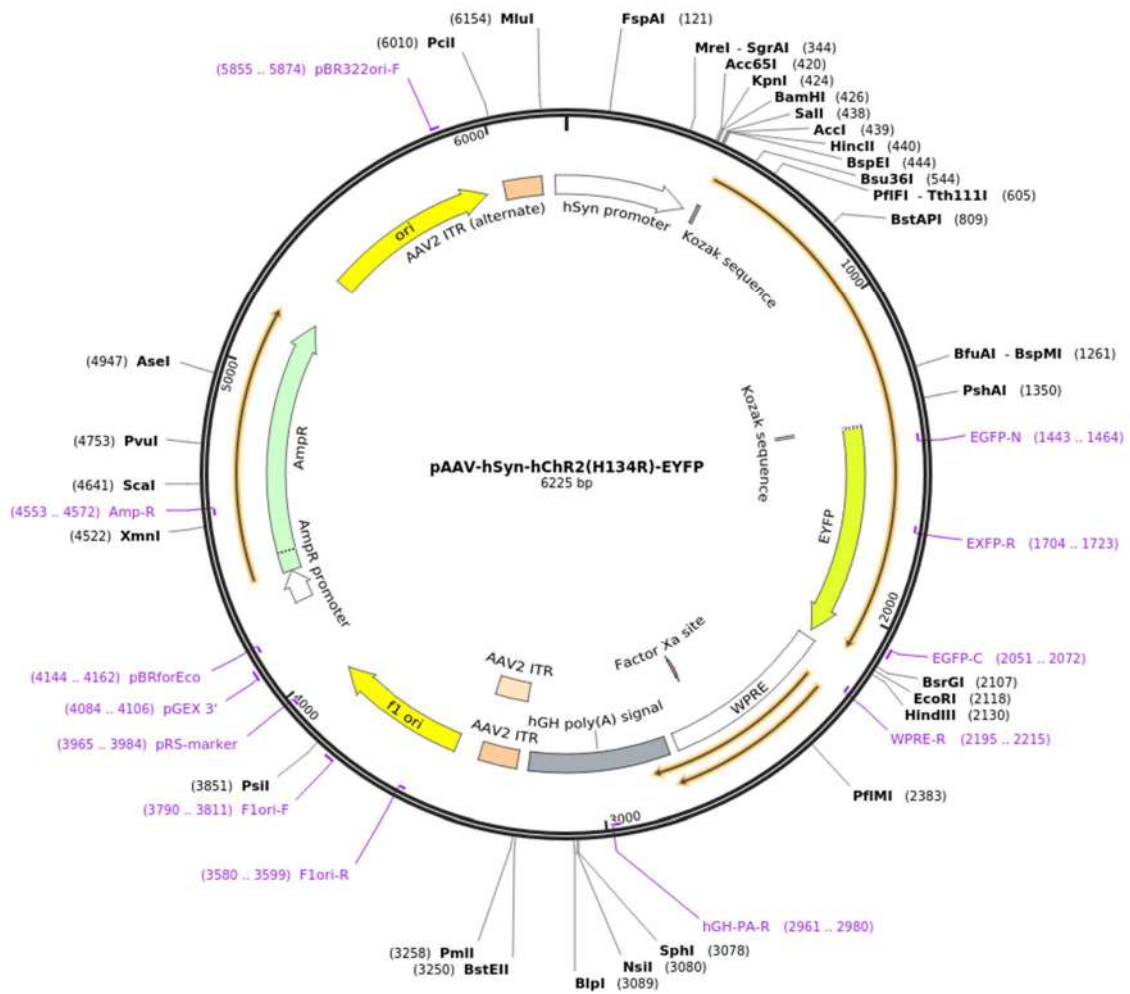 (6154) MluI
FspAI (121)
(6010) PciI
(5855 .. 5874) pBR322ori-F
MreI - SgrAI (344)
Acc65I (420)
KpnI (424)
BamHI (426)
SalI (438)
AccI (439)
HincII (440)
BspEI (444)
Bsu36I (544)
PflFI - Tth111I (605)
BstAPI (809)
6000
1000
2000
3000
4000
5000
ori
AAV2 ITR (alternate)
hSyn promoter
Kozak sequence
(4947) AseI
BfuAI - BspMI (1261)
PshAI (1350)
(4753) PvuI
AmpR
Kozak sequence
EGFP-N (1443 .. 1464)
pAAV-hSyn-hChR2(H134R)-EYFP
6225 bp
(4641) ScaI
(4553 .. 4572) Amp-R
(4522) XmnI
AmpR promoter
EYFP
EXFP-R (1704 .. 1723)
(4144 .. 4162) pBRforEco
(4084 .. 4106) pGEX 3'
(3965 .. 3984) pRS-marker
AAV2 ITR
Factor Xa site
EGFP-C (2051 .. 2072)
BsrGI (2107)
EcoRI (2118)
HindIII (2130)
WPRE-R (2195 .. 2215)
WPRE
f1 ori
AAV2 ITR
hGH poly(A) signal
(3851) PsiI
(3790 .. 3811) F1ori-F
PflMI (2383)
(3580 .. 3599) F1ori-R
hGH-PA-R (2961 .. 2980)
(3258) PmlI
(3250) BstEII
SphI (3078)
NsiI (3080)
BlpI (3089)